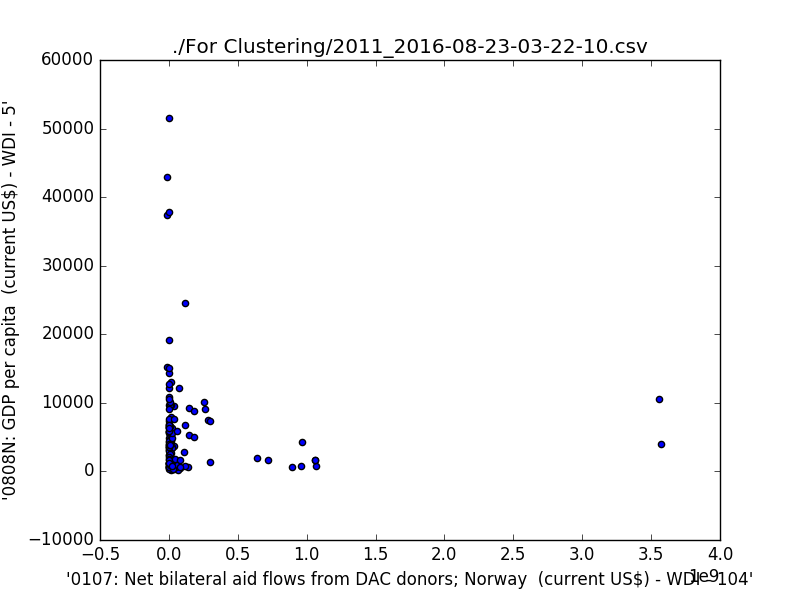 ./For Clustering/2011_2016-08-23-03-22-10.csv
60000
50000
40000
30000
20000
10000
0
−10000
'0808N: GDP per capita  (current US$) - WDI - 5'
−0.5 0.0 0.5 1.0 1.5 2.0 2.5 3.0 3.5 4.0
1e9
'0107: Net bilateral aid flows from DAC donors; Norway  (current US$) - WDI - 104'